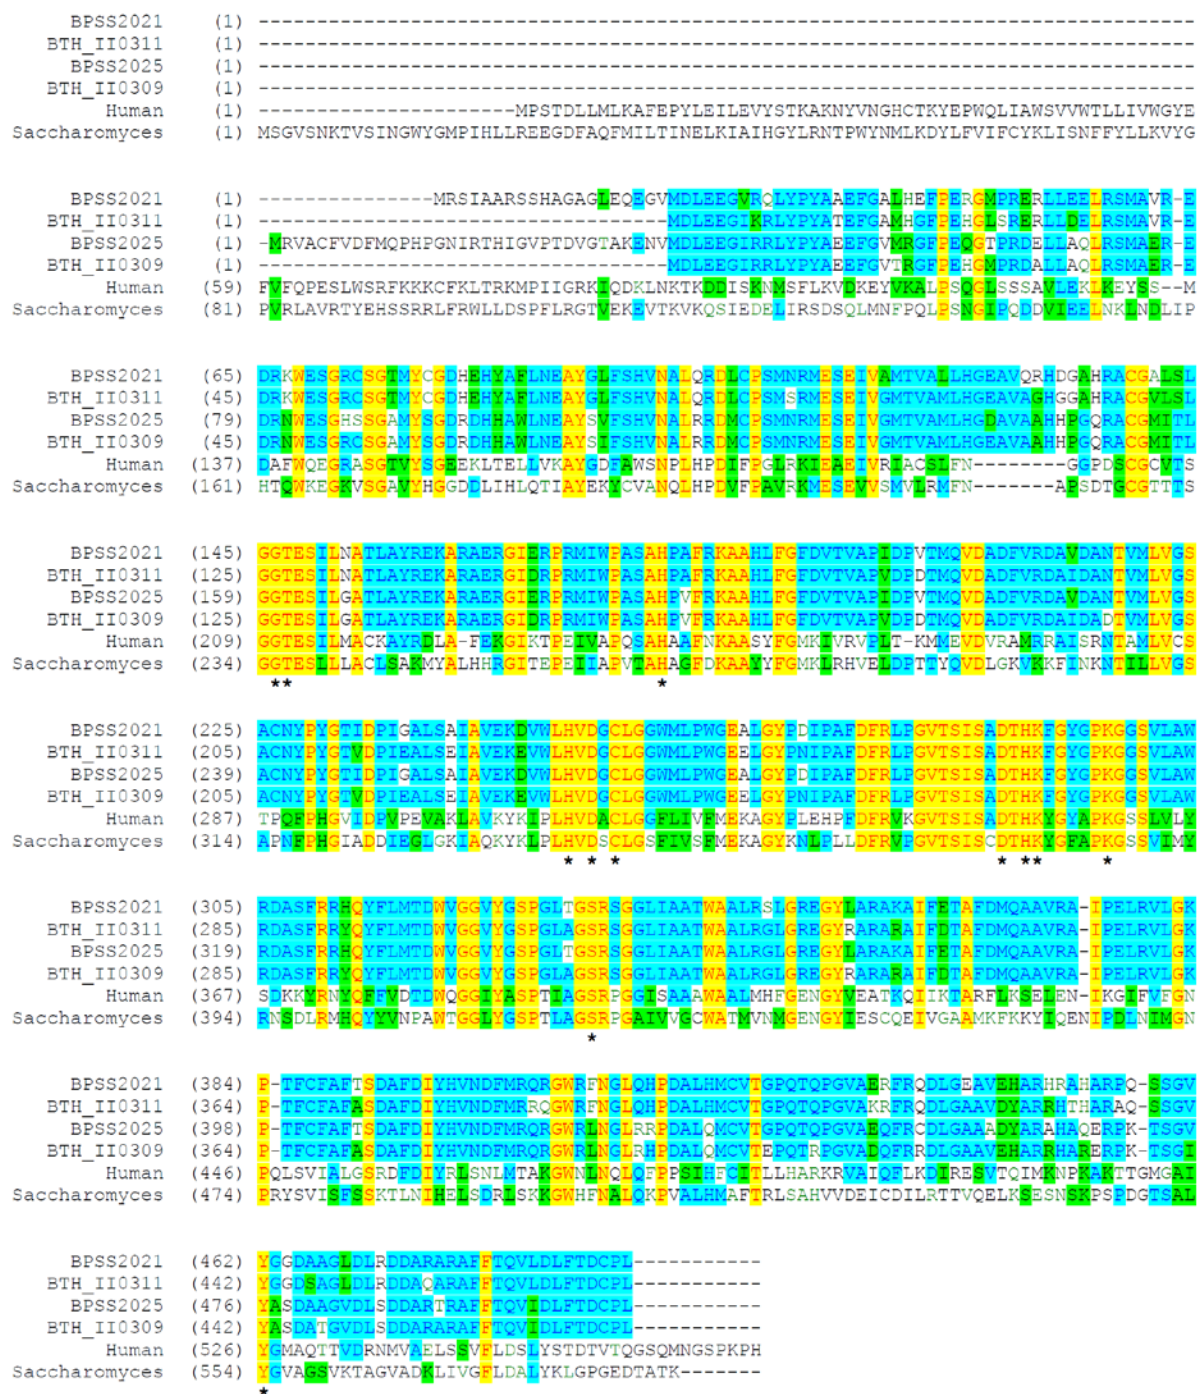 BPSS2021 (1) --------------------------------------------------------------------------------
BTH_II0311 (1) --------------------------------------------------------------------------------
BPSS2025 (1) --------------------------------------------------------------------------------
BTH_II0309 (1) --------------------------------------------------------------------------------
Human (1) ----------------------MPSTDLLMLKAFEPYLEILEVYSTKAKNYVNGHCTKYEPWQLIAWSVVWTLLIVWGYE
Saccharomyces (1) MSGVSNKTVSINGWYGMPIHLLREEGDFAQFMILTINELKIAIHGYLRNTPWYNMLKDYLFVIFCYKLISNFFYLLKVYG
BPSS2021 (1) ---------------MRSIAARSSHAGAGLEQEGVMDLEEGVRQLYPYAAEFGALHEFPERGMPRERLLEELRSMAVR-E
BTH_II0311 (1) -----------------------------------MDLEEGIKRLYPYATEFGAMHGFPEHGLSRERLLDELRSMAVR-E
BPSS2025 (1) -MRVACFVDFMQPHPGNIRTHIGVPTDVGTAKENVMDLEEGIRRLYPYAEEFGVMRGFPEQGTPRDELLAQLRSMAER-E
BTH_II0309 (1) -----------------------------------MDLEEGIRRLYPYAEEFGVTRGFPEHGMPRDALLAQLRSMAER-E
Human (59) FVFQPESLWSRFKKKCFKLTRKMPIIGRKIQDKLNKTKDDISKNMSFLKVDKEYVKALPSQGLSSSAVLEKLKEYSS--M
Saccharomyces (81) PVRLAVRTYEHSSRRLFRWLLDSPFLRGTVEKEVTKVKQSIEDELIRSDSQLMNFPQLPSNGIPQDDVIEELNKLNDLIP
BPSS2021 (65) DRKWESGRCSGTMYCGDHEHYAFLNEAYGLFSHVNALQRDLCPSMNRMESEIVAMTVALLHGEAVQRHDGAHRACGALSL
BTH_II0311 (45) DRKWESGRCSGTMYCGDHEHYAFLNEAYGLFSHVNALQRDLCPSMSRMESEIVGMTVAMLHGEAVAGHGGAHRACGVLSL
BPSS2025 (79) DRNWESGHSSGAMYSGDRDHHAWLNEAYSVFSHVNALRRDMCPSMNRMESEIVGMTVAMLHGDAVAAHHPGQRACGMITL
BTH_II0309 (45) DRNWESGRCSGAMYSGDRDHHAWLNEAYSIFSHVNALRRDMCPSMNRMESEIVGMTVAMLHGEAVAAHHPGQRACGMITL
Human (137) DAFWQEGRASGTVYSGEEKLTELLVKAYGDFAWSNPLHPDIFPGLRKIEAEIVRIACSLFN--------GGPDSCGCVTS
Saccharomyces (161) HTQWKEGKVSGAVYHGGDDLIHLQTIAYEKYCVANQLHPDVFPAVRKMESEVVSMVLRMFN-------APSDTGCGTTTS
BPSS2021 (145) GGTESILNATLAYREKARAERGIERPRMIWPASAHPAFRKAAHLFGFDVTVAPIDPVTMQVDADFVRDAVDANTVMLVGS
BTH_II0311 (125) GGTESILNATLAYREKARAERGIDRPRMIWPASAHPAFRKAAHLFGFDVTVAPVDPDTMQVDADFVRDAIDANTVMLVGS
BPSS2025 (159) GGTESILGATLAYREKARAERGIERPRMIWPASAHPVFRKAAHLFGFDVTVAPIDPVTMQVDADFVRDAVDANTVMLVGS
BTH_II0309 (125) GGTESILGATLAYREKARAERGIDRPRMIWPASAHPVFRKAAHLFGFDVTVAPIDPDTMQVDADFVRDAIDADTVMLVGS
Human (209) GGTESILMACKAYRDLA-FEKGIKTPEIVAPQSAHAAFNKAASYFGMKIVRVPLT-KMMEVDVRAMRRAISRNTAMLVCS
Saccharomyces (234) GGTESLLLACLSAKMYALHHRGITEPEIIAPVTAHAGFDKAAYYFGMKLRHVELDPTTYQVDLGKVKKFINKNTILLVGS
** *
BPSS2021 (225) ACNYPYGTIDPIGALSAIAVEKDVWLHVDGCLGGWMLPWGEALGYPDIPAFDFRLPGVTSISADTHKFGYGPKGGSVLAW
BTH_II0311 (205) ACNYPYGTVDPIEALSEIAVEKDVWLHVDGCLGGWMLPWGEALGYPNIPAFDFRLPGVTSISADTHKFGYGPKGGSVLAW
BPSS2025 (239) ACNYPYGTIDPIGALSAIAVEKDVWLHVDGCLGGWMLPWGEALGYPDIPAFDFRLPGVTSISADTHKFGYGPKGGSVLAW
BTH_II0309 (205) ACNYPYGTVDPIEALSEIAVEKEVWLHVDGCLGGWMLPWGEELGYPNIPAFDFRLPGVTSISADTHKFGYGPKGGSVLAW
Human (287) TPQFPHGVIDPVPEVAKLAVKYKIPLHVDACLGGFLIVFMEKAGYPLEHPFDFRVKGVTSISADTHKYGYAPKGSSLVLY
Saccharomyces (314) APNFPHGIADDIEGLGKIAQKYKLPLHVDSCLGSFIVSFMEKAGYKNLPLLDFRVPGVTSISCDTHKYGFAPKGSSVIMY
* * * * ** *
BPSS2021 (305) RDASFRRHQYFLMTDWVGGVYGSPGLTGSRSGGLIAATWAALRSLGREGYLARAKAIFETAFDMQAAVRA-IPELRVLGK
BTH_II0311 (285) RDASFRRYQYFLMTDWVGGVYGSPGLAGSRSGGLIAATWAALRGLGREGYRARARAIFDTAFDMQAAVRA-IPELRVLGK
BPSS2025 (319) RDASFRRHQYFLMTDWVGGVYGSPGLTGSRSGGLIAATWAALRGLGREGYLARARAIFETAFDMQAAVRA-IPELRVLGK
BTH_II0309 (285) RDASFRRYQYFLMTDWVGGVYGSPGLAGSRSGGLIAATWAALRGLGREGYRARARAIFDTAFDMQAAVRA-IPELRVLGK
Human (367) SDKKYRNYQFFVDTDWQGGIYASPTIAGSRPGGISAAAWAALMHFGENGYVEATKQIIKTARFLKSELEN-IKGIFVFGN
Saccharomyces (394) RNSDLRMHQYYVNPAWTGGLYGSPTLAGSRPGAIVVGCWATMVNMGENGYIESCQEIVGAAMKFKKYIQENIPDLNIMGN
*
BPSS2021 (384) P-TFCFAFTSDAFDIYHVNDFMRQRGWRFNGLQHPDALHMCVTGPQTQPGVAERFRQDLGEAVEHARHRAHARPQ-SSGV
BTH_II0311 (364) P-TFCFAFASDAFDIYHVNDFMRRQGWRFNGLQHPDALHMCVTGPQTQPGVAKRFRQDLGAAVDYARRHTHARAQ-SSGV
BPSS2025 (398) P-TFCFAFTSDAFDIYHVNDFMRQRGWRLNGLRRPDALQMCVTGPQTQPGVAEQFRQDLGAAADYARAHAQERPK-TSGV
BTH_II0309 (364) P-TFCFAFASDAFDIYHVNDFMRQRGWRLNGLRHPDALQMCVTEPQTRPGVADQFRRDLGAAVEHARRHARERPK-TSGI
Human (446) PQLSVIALGSRDFDIYRLSNLMTAKGWNLNQLQFPPSIHFCITLLHARKRVAIQFLKDIRESVTQIMKNPKAKTTGMGAI
Saccharomyces (474) PRYSVISFSSKTLNIHELSDRLSKKGWHFNALQKPVALHMAFTRLSAHVVDEICDILRTTVQELKSESNSKPSPDGTSAL
BPSS2021 (462) YGGDAAGLDLRDDARARAFFTQVLDLFTDCPL-----------
BTH_II0311 (442) YGGDSAGLDLRDDAQARAFFTQVLDLFTDCPL-----------
BPSS2025 (476) YASDAAGVDLSDDARTRAFFTQVIDLFTDCPL-----------
BTH_II0309 (442) YASDATGVDLSDDARARAFFTQVIDLFTDCPL-----------
Human (526) YGMAQTTVDRNMVAELSSVFLDSLYSTDTVTQGSQMNGSPKPH
Saccharomyces (554) YGVAGSVKTAGVADKLIVGFLDALYKLGPGEDTATK-------
*